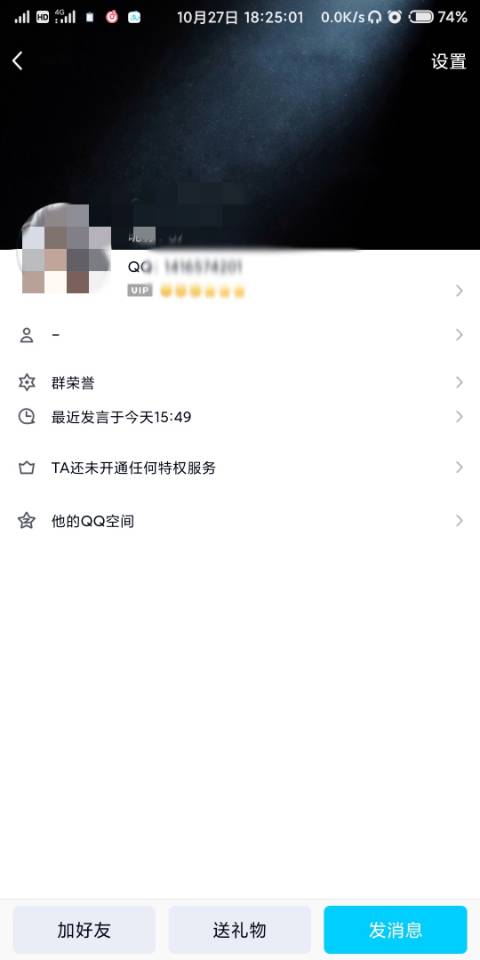 HD 4G 10月27日 18:25:01 0.0K/s 74%
设置
QQ:
VIP
-
群荣誉
最近发言于今天15:49
TA还未开通任何特权服务
他的QQ空间
加好友 送礼物 发消息